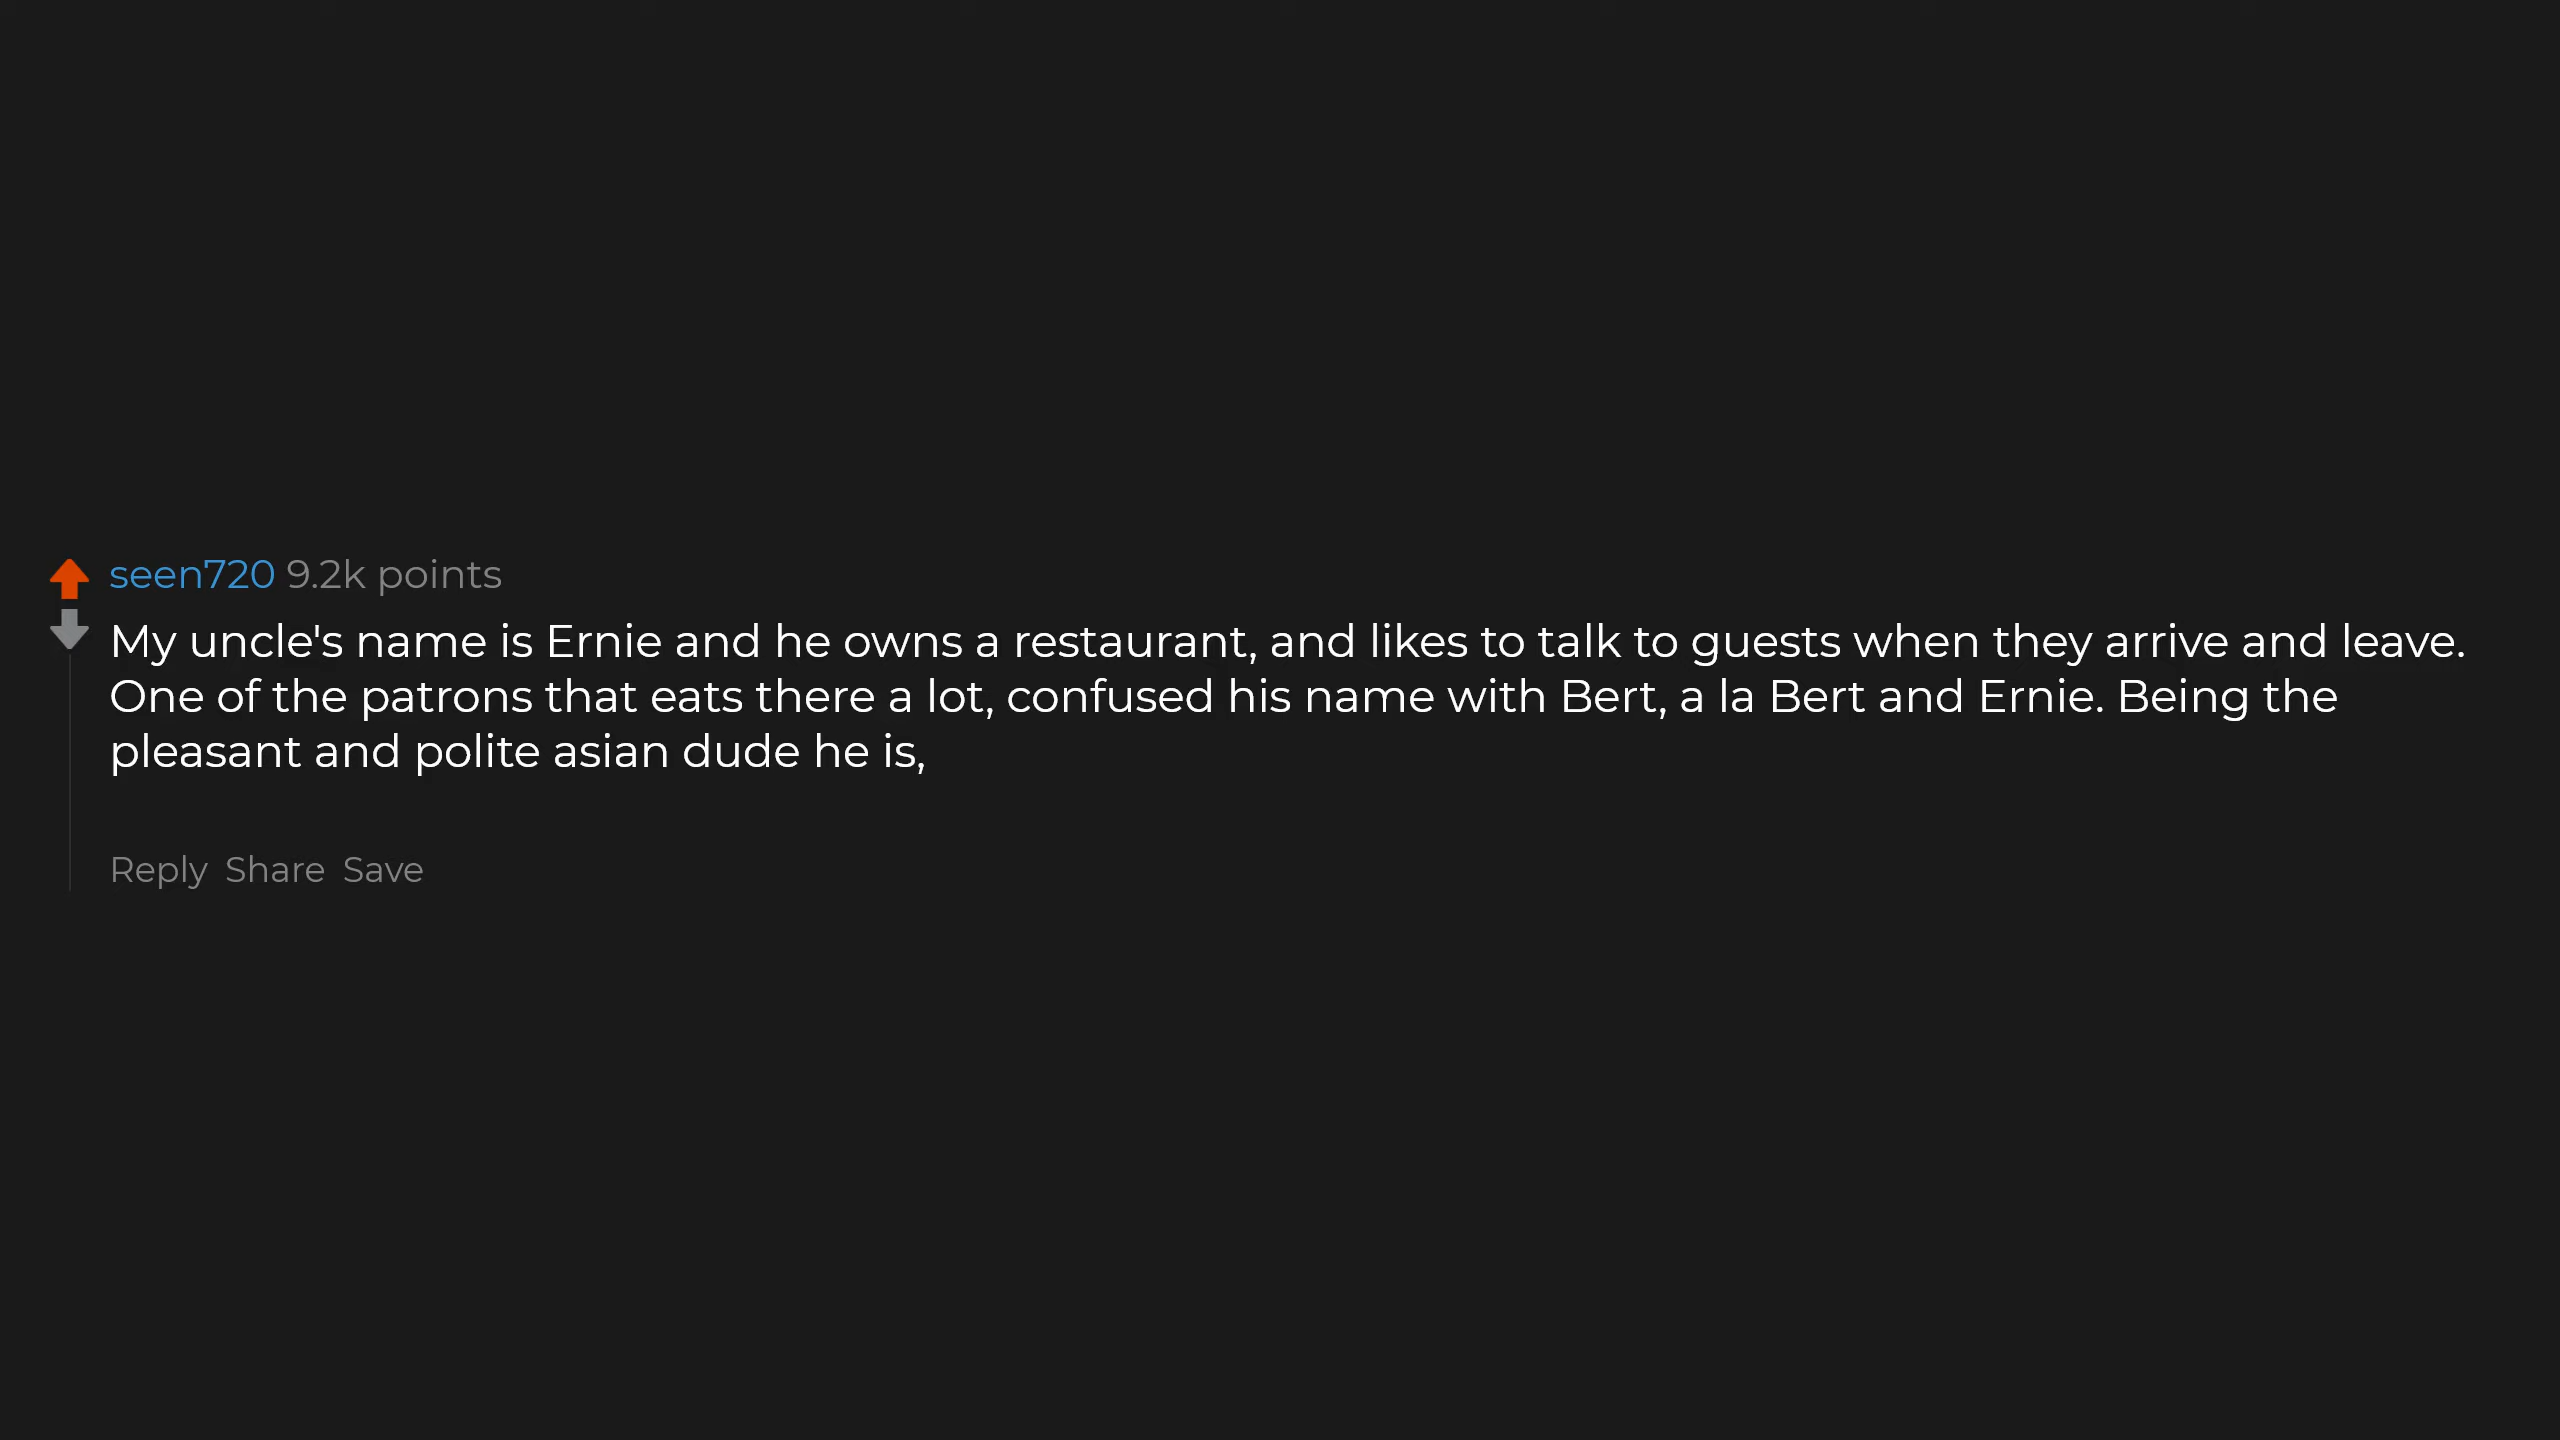 seen720 9.2k points
My uncle's name is Ernie and he owns a restaurant, and likes to talk to guests when they arrive and leave.
One of the patrons that eats there a lot, confused his name with Bert, a la Bert and Ernie. Being the
pleasant and polite asian dude he is,
Reply Share Save